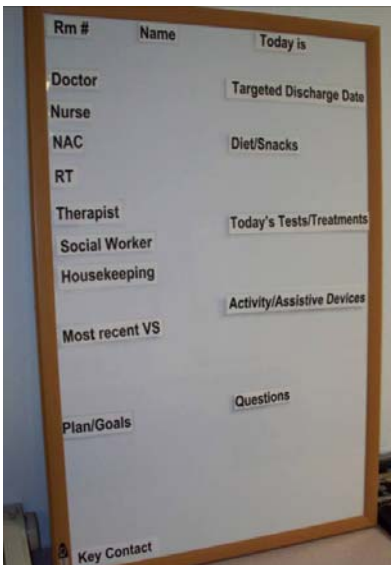 Rm # Name Today is
Doctor
Targeted Discharge Date
Nurse
NAC
Diet/Snacks
RT
Therapist
Today's Tests/Treatments
Social Worker
Housekeeping
Activity/Assistive Devices
Most recent VS
Questions
Plan/Goals
Key Contact